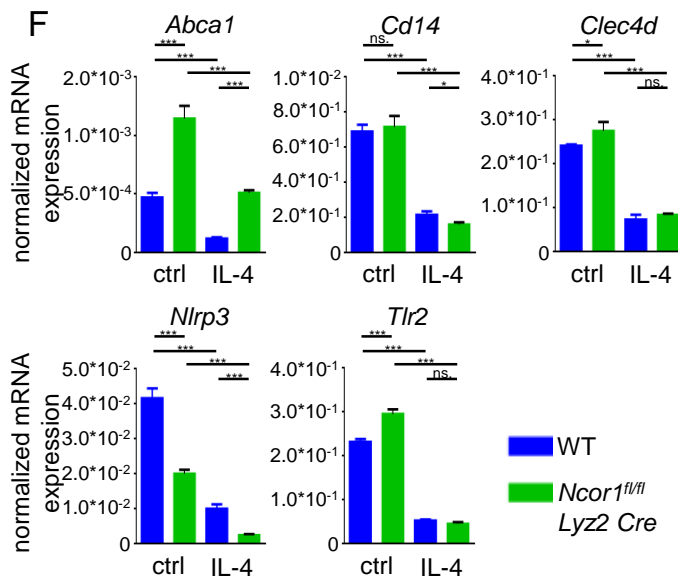 F
Abca1
Cd14
Clec4d
***
***
***
***
ns.
***
***
*
*
***
***
ns.
normalized mRNA
expression
2.0*10⁻³
1.0*10⁻³
5.0*10⁻⁴
0
1.0*10⁻²
8.0*10⁻¹
6.0*10⁻¹
4.0*10⁻¹
2.0*10⁻¹
0
4.0*10⁻¹
3.0*10⁻¹
2.0*10⁻¹
1.0*10⁻¹
0
ctrl IL-4
ctrl IL-4
ctrl IL-4
Nlrp3
Tlr2
***
***
***
***
***
***
***
ns.
normalized mRNA
expression
5.0*10⁻²
4.0*10⁻²
3.0*10⁻²
2.0*10⁻²
1.0*10⁻²
0
4.0*10⁻¹
3.0*10⁻¹
2.0*10⁻¹
1.0*10⁻¹
0
ctrl IL-4
ctrl IL-4
WT
Ncor1ᶠˡ/ᶠˡ
Lyz2 Cre